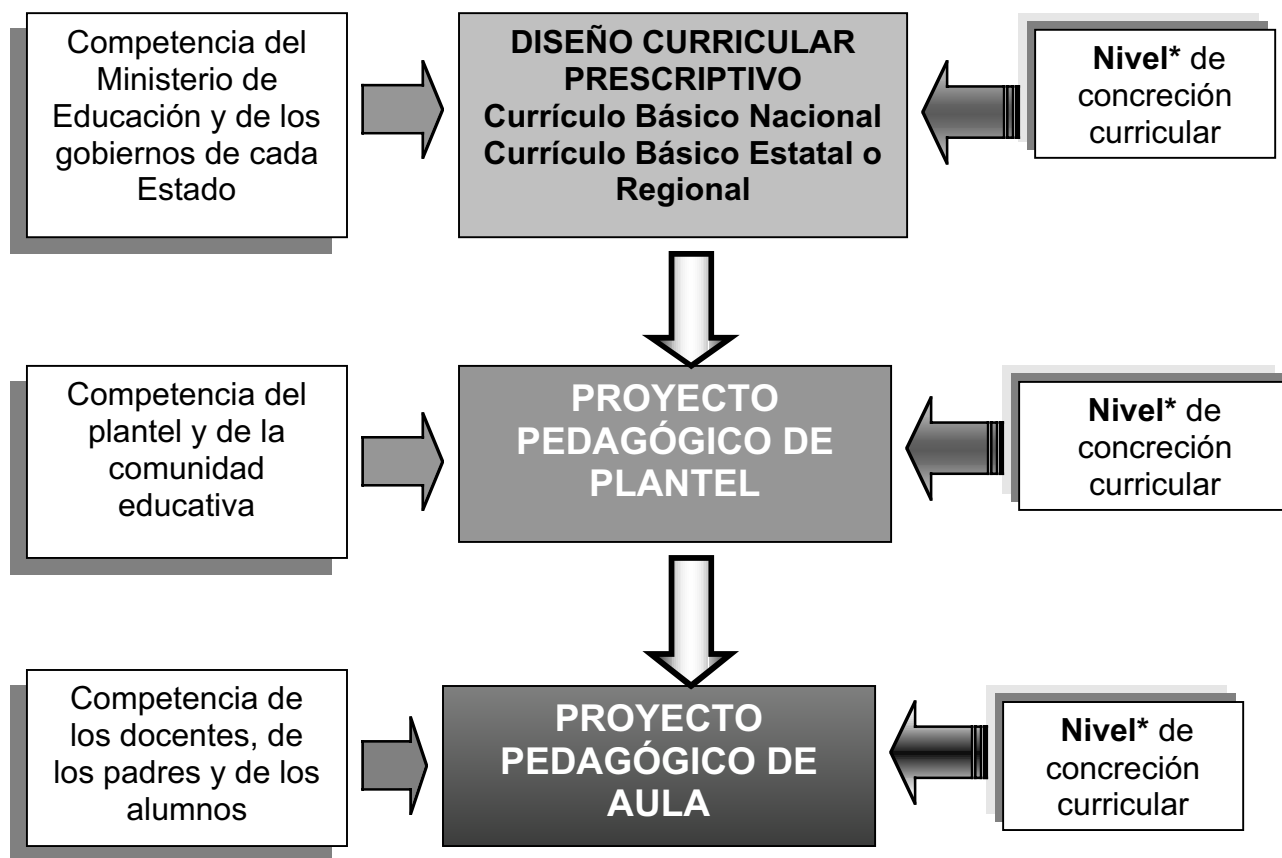 Competencia del
Ministerio de
Educación y de los
gobiernos de cada
Estado
DISEÑO CURRICULAR
PRESCRIPTIVO
Currículo Básico Nacional
Currículo Básico Estatal o
Regional
Nivel* de
concreción
curricular
Competencia del
plantel y de la
comunidad
educativa
PROYECTO
PEDAGÓGICO DE
PLANTEL
Nivel* de
concreción
curricular
Competencia de
los docentes, de
los padres y de los
alumnos
PROYECTO
PEDAGÓGICO DE
AULA
Nivel* de
concreción
curricular